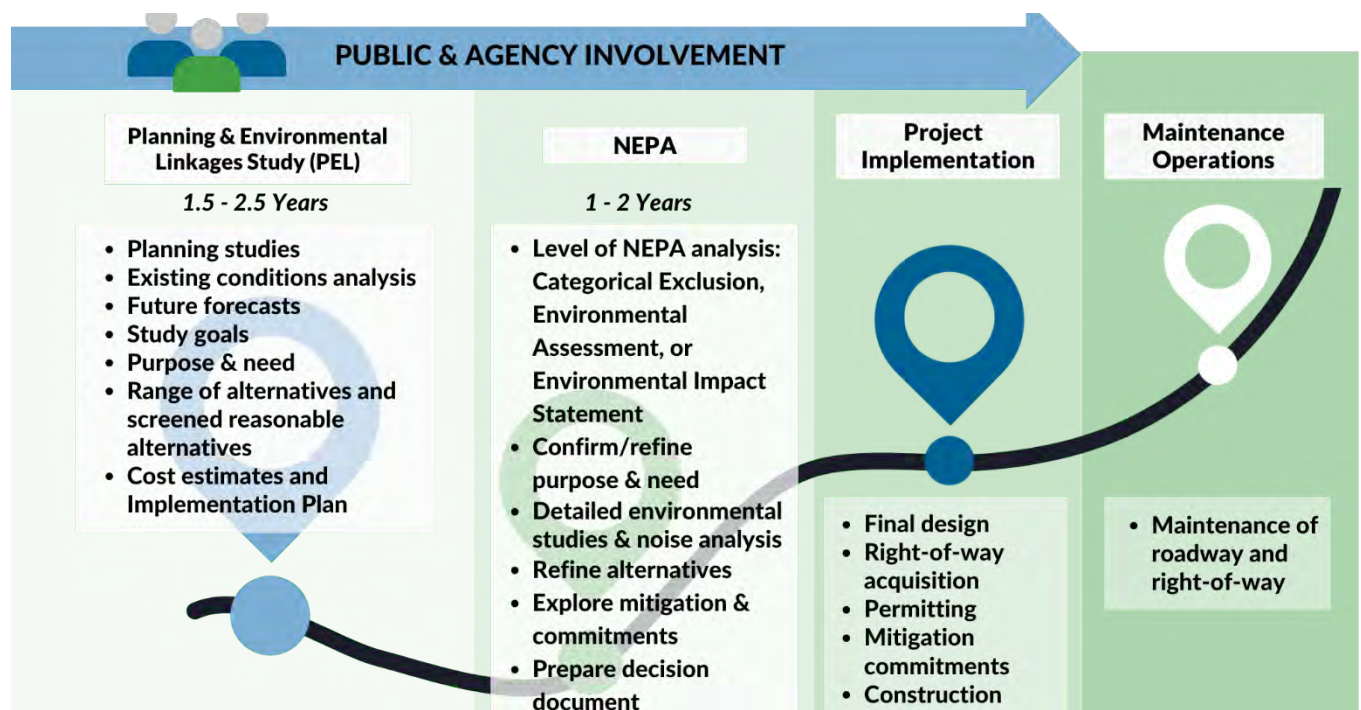 PUBLIC & AGENCY INVOLVEMENT
Planning & Environmental
Linkages Study (PEL)
1.5 - 2.5 Years
• Planning studies
• Existing conditions analysis
• Future forecasts
• Study goals
• Purpose & need
• Range of alternatives and
screened reasonable
alternatives
• Cost estimates and
Implementation Plan
NEPA
1 - 2 Years
• Level of NEPA analysis:
Categorical Exclusion,
Environmental
Assessment, or
Environmental Impact
Statement
• Confirm/refine
purpose & need
• Detailed environmental
studies & noise analysis
• Refine alternatives
• Explore mitigation &
commitments
• Prepare decision
document
Project
Implementation
• Final design
• Right-of-way
acquisition
• Permitting
• Mitigation
commitments
• Construction
Maintenance
Operations
• Maintenance of
roadway and
right-of-way